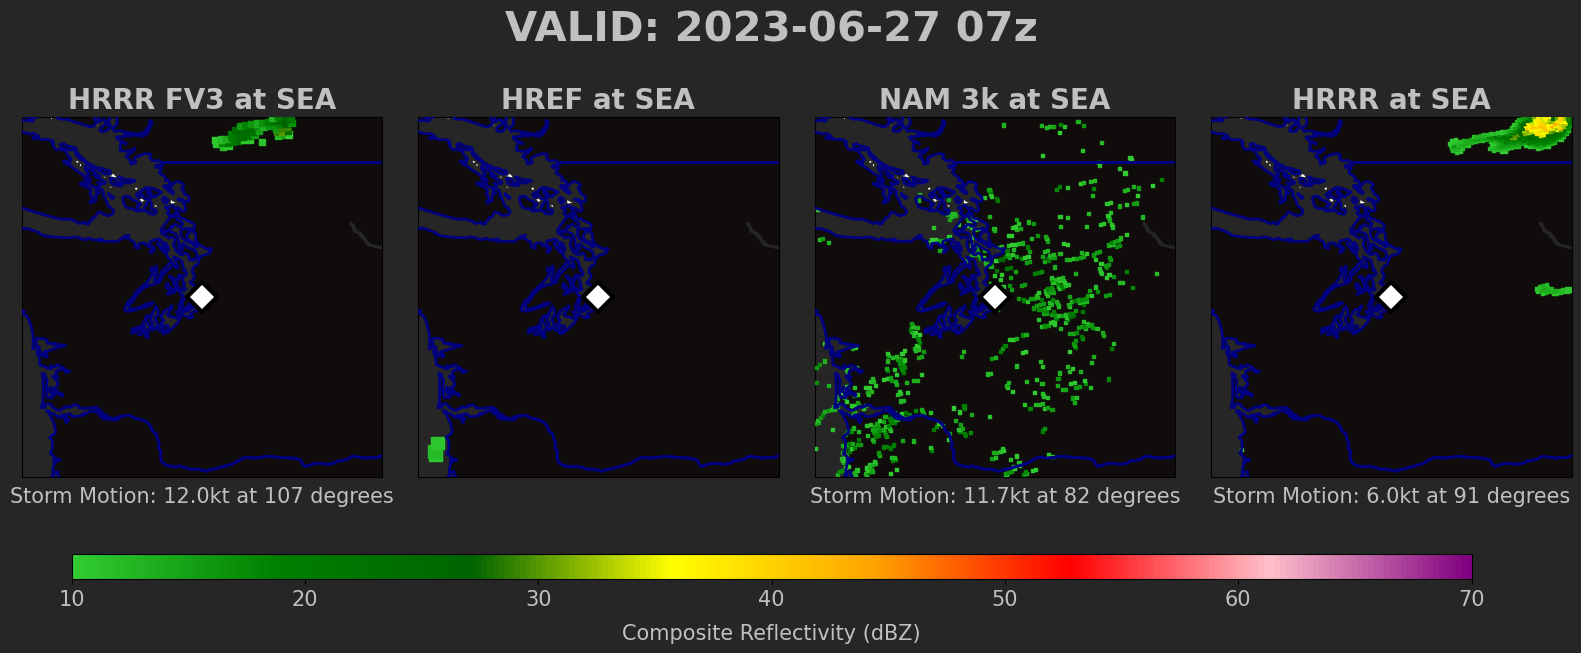 VALID: 2023-06-27 07z
HRRR FV3 at SEA
HREF at SEA
NAM 3k at SEA
HRRR at SEA
Storm Motion: 12.0kt at 107 degrees
Storm Motion: 11.7kt at 82 degrees
Storm Motion: 6.0kt at 91 degrees
10 20 30 40 50 60 70
Composite Reflectivity (dBZ)